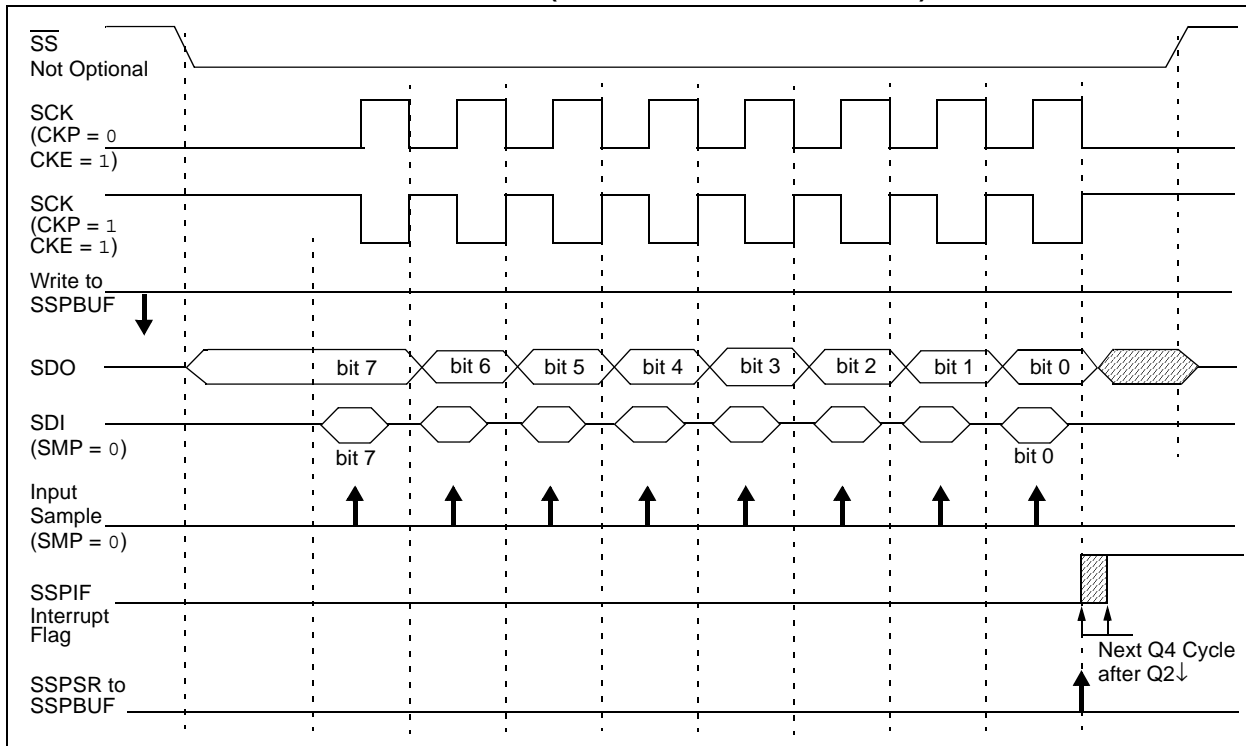 SS
Not Optional
SCK
(CKP = 0
CKE = 1)
SCK
(CKP = 1
CKE = 1)
Write to
SSPBUF
SDO
bit 7 bit 6 bit 5 bit 4 bit 3 bit 2 bit 1 bit 0
SDI
(SMP = 0)
bit 7 bit 0
Input
Sample
(SMP = 0)
SSPIF
Interrupt
Flag
Next Q4 Cycle
after Q2↓
SSPSR to
SSPBUF